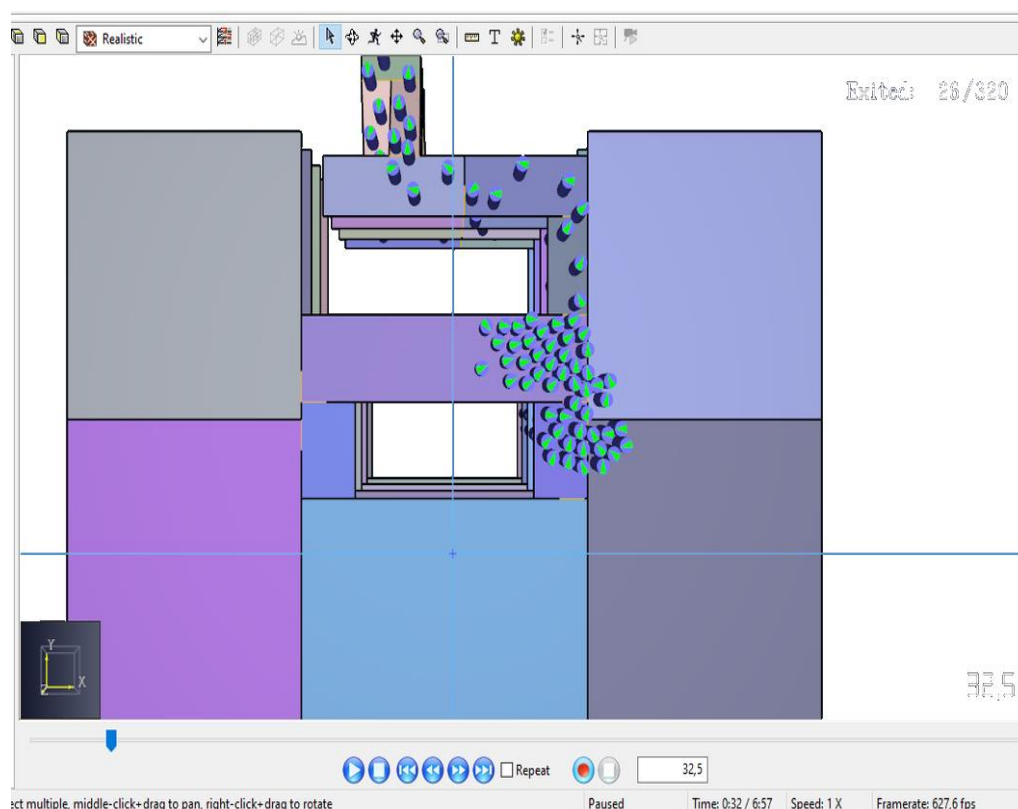 Realistic
Exited: 26/320
Y
X
Z
32,5
Repeat
32,5
ect multiple, middle-click+drag to pan, right-click+drag to rotate
Paused
Time: 0:32 / 6:57
Speed: 1 X
Framerate: 627,6 fps